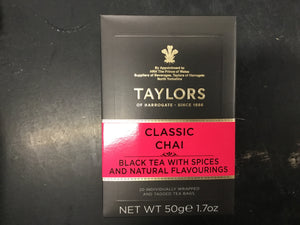 By Appointment to
HRH The Prince of Wales
Suppliers of Beverages, Taylors of Harrogate
North Yorkshire
TAYLORS
OF HARROGATE • SINCE 1886
CLASSIC
CHAI
BLACK TEA WITH SPICES
AND NATURAL FLAVOURINGS
20 INDIVIDUALLY WRAPPED
AND TAGGED TEA BAGS
NET WT 50g℮ 1.7oz